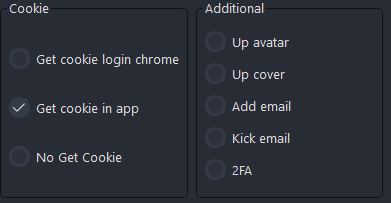 Cookie
Get cookie login chrome
Get cookie in app
No Get Cookie
Additional
Up avatar
Up cover
Add email
Kick email
2FA